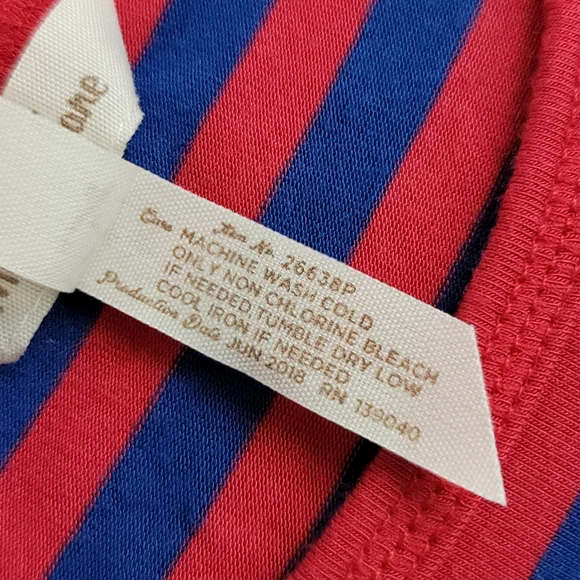 Item No. 26638P
Care MACHINE WASH COLD
ONLY NON CHLORINE BLEACH
IF NEEDED TUMBLE DRY LOW
COOL IRON IF NEEDED
Production Date JUN 2018 RN 139040